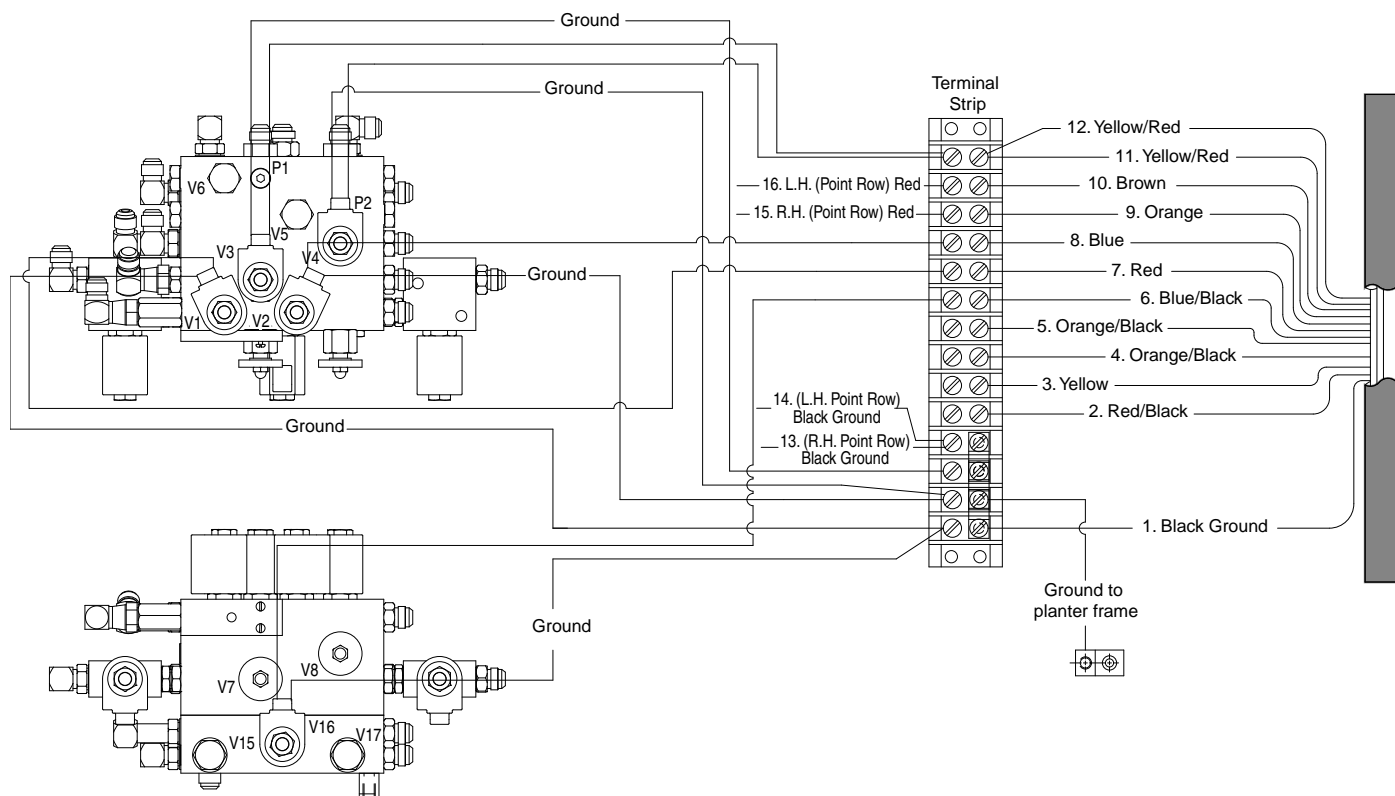 Ground
Ground
Terminal
Strip
12. Yellow/Red
11. Yellow/Red
16. L.H. (Point Row) Red
10. Brown
15. R.H. (Point Row) Red
9. Orange
8. Blue
7. Red
6. Blue/Black
5. Orange/Black
4. Orange/Black
3. Yellow
2. Red/Black
14. (L.H. Point Row)
Black Ground
13. (R.H. Point Row)
Black Ground
1. Black Ground
Ground to
planter frame
P1
V6
P2
V5
V3
V4
Ground
V1
V2
Ground
Ground
V8
V7
V16
V15
V17